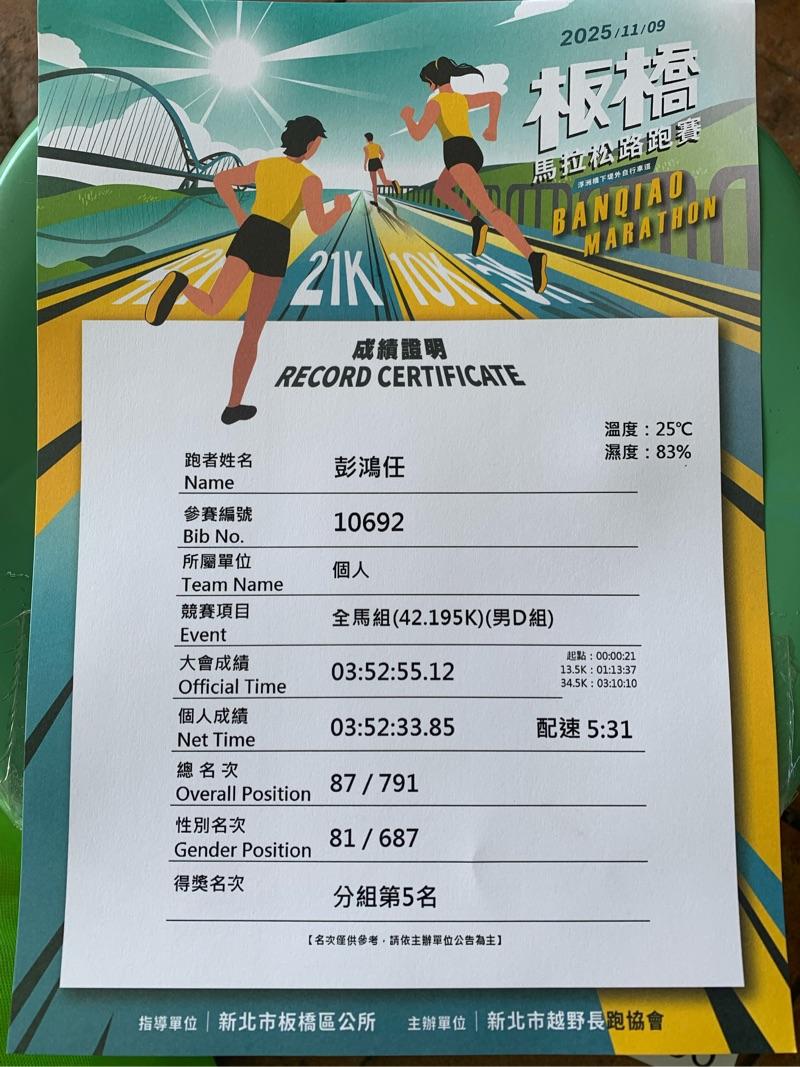 2025/11/09
板橋
馬拉松路跑賽
浮洲橋下堤外自行車道
BANQIAO
MARATHON
42K 21K 10K 5K
成績證明
RECORD CERTIFICATE
溫度：25℃
濕度：83%
跑者姓名 彭鴻任
Name
參賽編號 10692
Bib No.
所屬單位 個人
Team Name
競賽項目 全馬組(42.195K)(男D組)
Event
大會成績 03:52:55.12
Official Time
起點：00:00:21
13.5K：01:13:37
34.5K：03:10:10
個人成績 03:52:33.85 配速 5:31
Net Time
總名次 87 / 791
Overall Position
性別名次 81 / 687
Gender Position
得獎名次 分組第5名
【名次僅供參考，請依主辦單位公告為主】
指導單位｜新北市板橋區公所 主辦單位｜新北市越野長跑協會